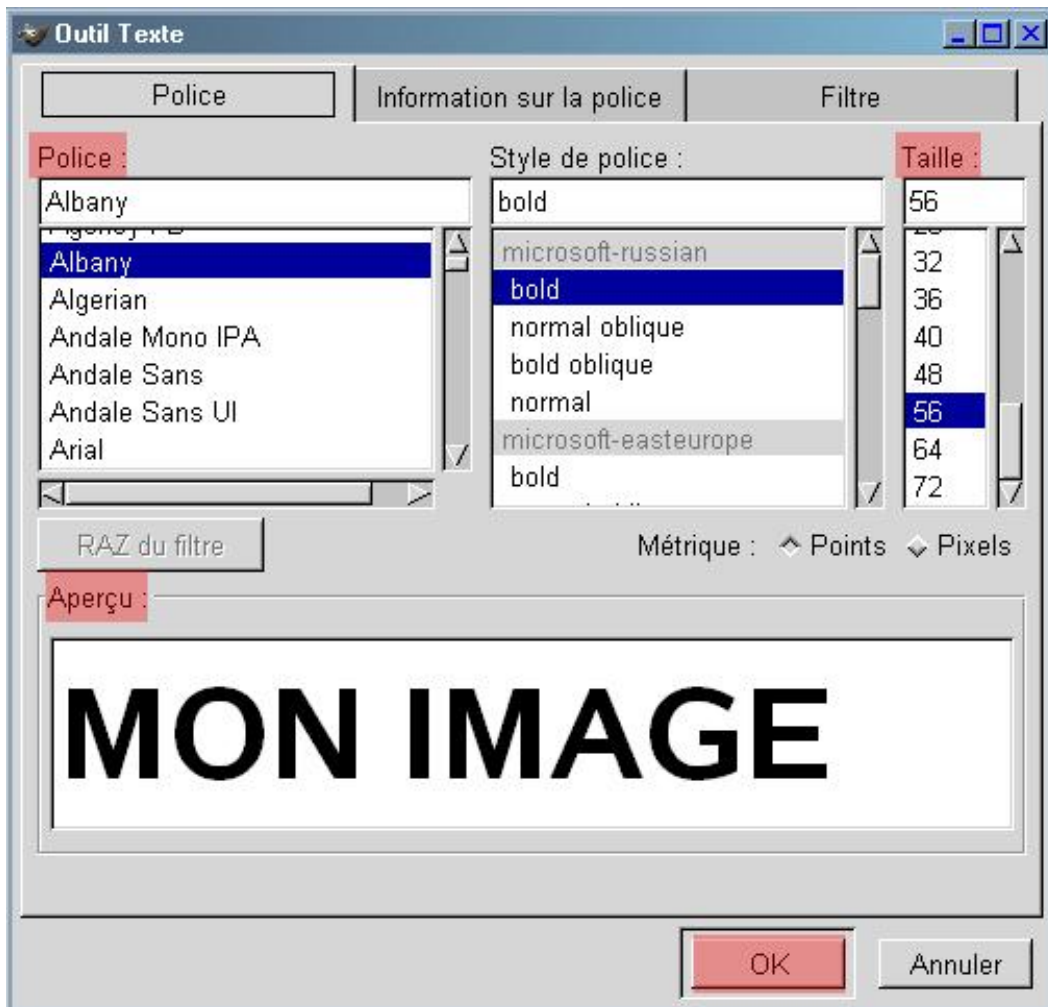 Outil Texte
Police
Information sur la police
Filtre
Police :
Style de police :
Taille :
Albany
bold
56
Albany
Algerian
Andale Mono IPA
Andale Sans
Andale Sans UI
Arial
microsoft-russian
bold
normal oblique
bold oblique
normal
microsoft-easteurope
bold
32
36
40
48
56
64
72
RAZ du filtre
Métrique :
Points
Pixels
Aperçu :
MON IMAGE
OK
Annuler